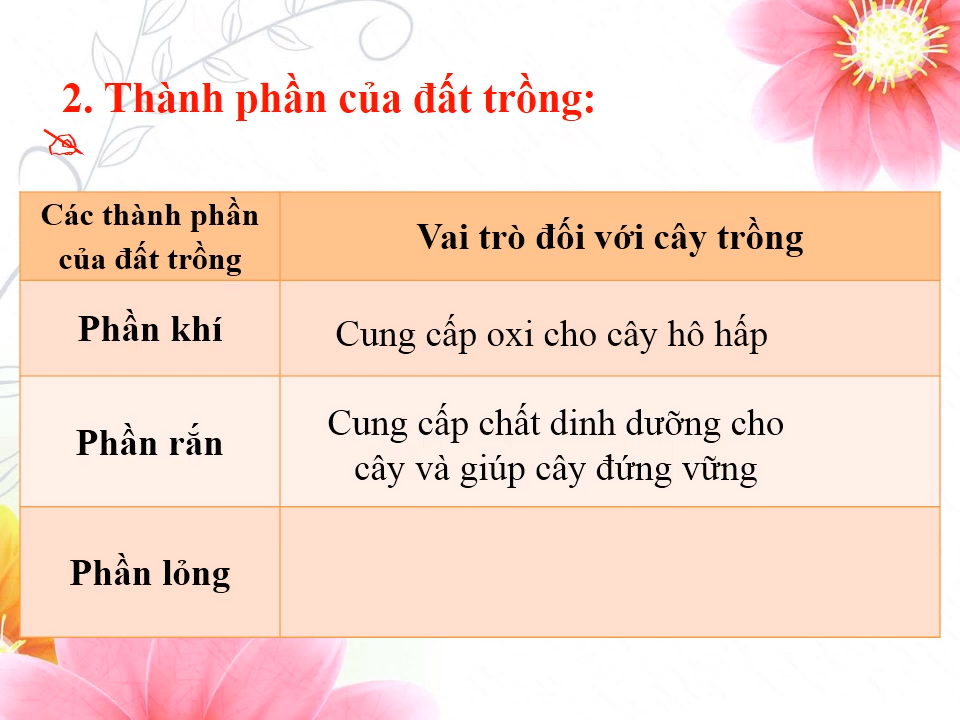 2. Thành phần của đất trồng:
Các thành phần
của đất trồng
Vai trò đối với cây trồng
Phần khí
Cung cấp oxi cho cây hô hấp
Phần rắn
Cung cấp chất dinh dưỡng cho
cây và giúp cây đứng vững
Phần lỏng